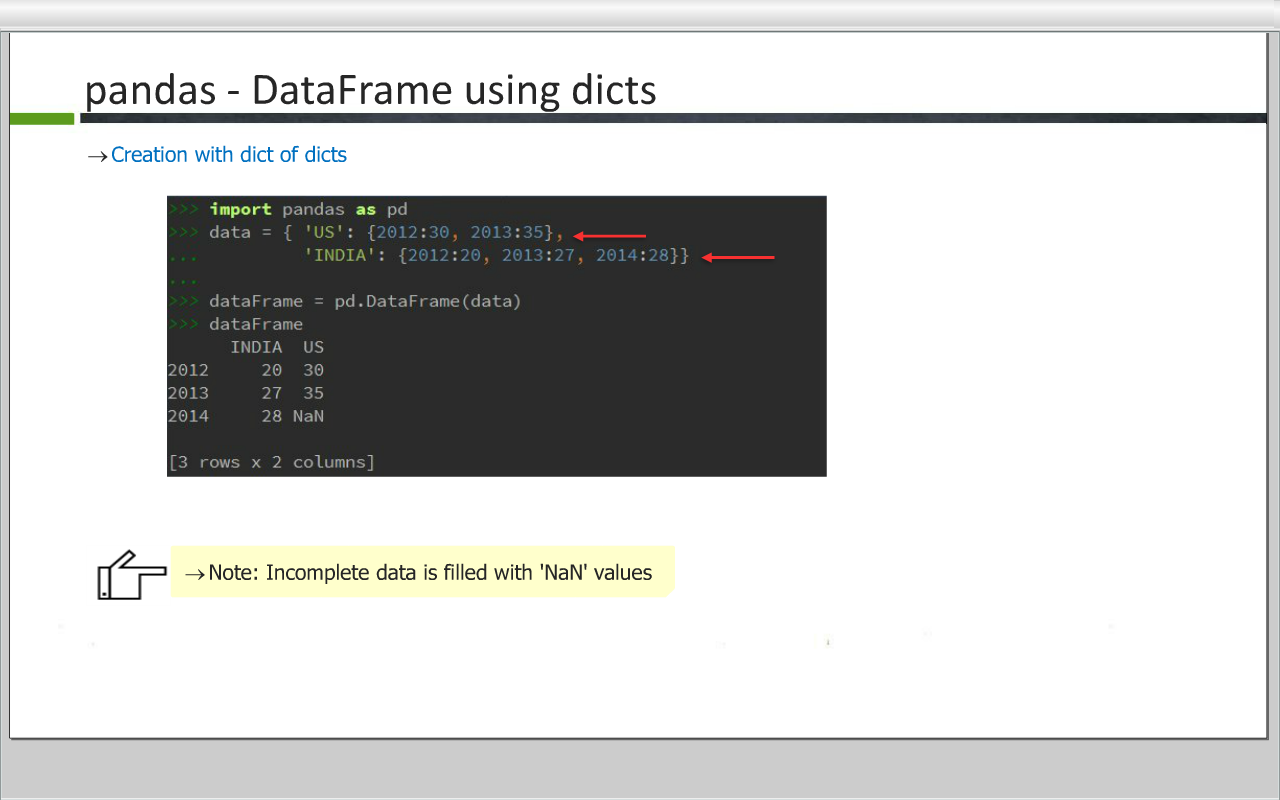 pandas - DataFrame using dicts
→Creation with dict of dicts
>>> import pandas as pd
>>> data = { 'US': {2012:30, 2013:35},
...          'INDIA': {2012:20, 2013:27, 2014:28}}
...
>>> dataFrame = pd.DataFrame(data)
>>> dataFrame
      INDIA  US
2012     20  30
2013     27  35
2014     28 NaN
[3 rows x 2 columns]
→Note: Incomplete data is filled with 'NaN' values